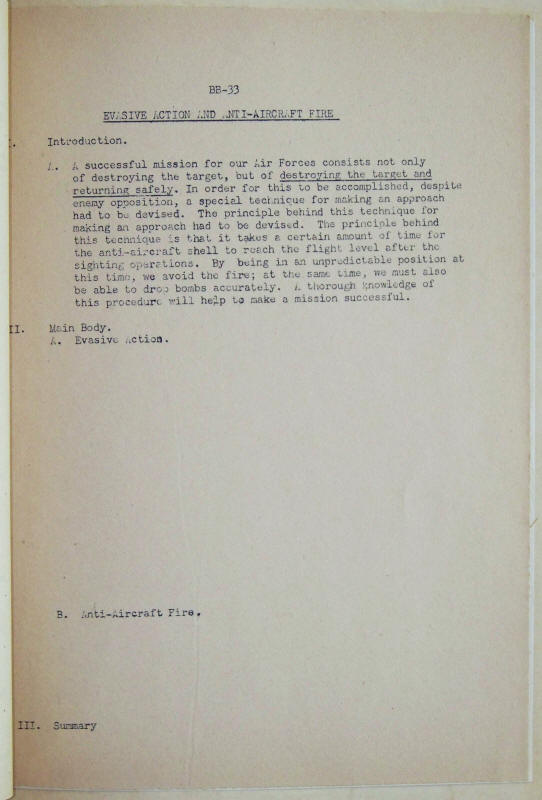 BB-33
EVASIVE ACTION AND ANTI-AIRCRAFT FIRE
I. Introduction.
A. A successful mission for our Air Forces consists not only
of destroying the target, but of destroying the target and
returning safely. In order for this to be accomplished, despite
enemy opposition, a special technique for making an approach
had to be devised. The principle behind this technique for
making an approach had to be devised. The principle behind
this technique is that it takes a certain amount of time for
the anti-aircraft shell to reach the flight level after the
sighting operations. By being in an unpredictable position at
this time, we avoid the fire; at the same time, we must also
be able to drop bombs accurately. A thorough knowledge of
this procedure will help to make a mission successful.
II. Main Body.
A. Evasive Action.
B. Anti-Aircraft Fire.
III. Summary